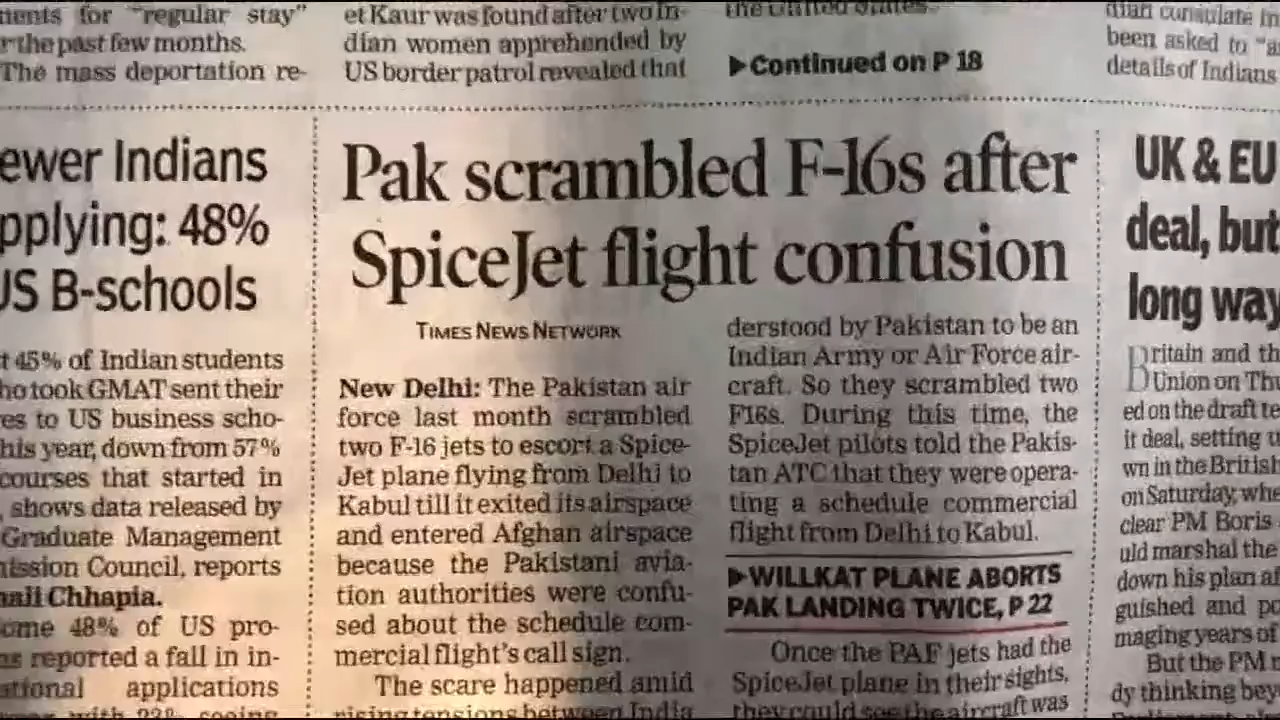 ments for "regular stay"
r the past few months.
The mass deportation re-
et Kaur was found after two In-
dian women apprehended by
US border patrol revealed that
the United States.
▶Continued on P 18
dian consulate in
been asked to "a
details of Indians
ewer Indians
pplying: 48%
US B-schools
t 45% of Indian students
ho took GMAT sent their
es to US business scho-
his year, down from 57%
courses that started in
, shows data released by
Graduate Management
ission Council, reports
Chhapia.
ome 48% of US pro-
s reported a fall in in-
ational applications
Pak scrambled F-16s after
SpiceJet flight confusion
TIMES NEWS NETWORK
New Delhi: The Pakistan air
force last month scrambled
two F-16 jets to escort a Spice-
Jet plane flying from Delhi to
Kabul till it exited its airspace
and entered Afghan airspace
because the Pakistani avia-
tion authorities were confu-
sed about the schedule com-
mercial flight's call sign.
The scare happened amid
rising tensions between India
derstood by Pakistan to be an
Indian Army or Air Force air-
craft. So they scrambled two
F16s. During this time, the
SpiceJet pilots told the Pakis-
tan ATC that they were opera-
ting a schedule commercial
flight from Delhi to Kabul.
▶WILLKAT PLANE ABORTS
PAK LANDING TWICE, P 22
Once the PAF jets had the
SpiceJet plane in their sights,
they could see the aircraft was
UK & EU
deal, but
long way
Britain and th
Union on Thu
ed on the draft te
it deal, setting u
wn in the British
on Saturday, whe
clear PM Boris
uld marshal the
down his plan af
guished and po
maging years of
But the PM
dy thinking bey